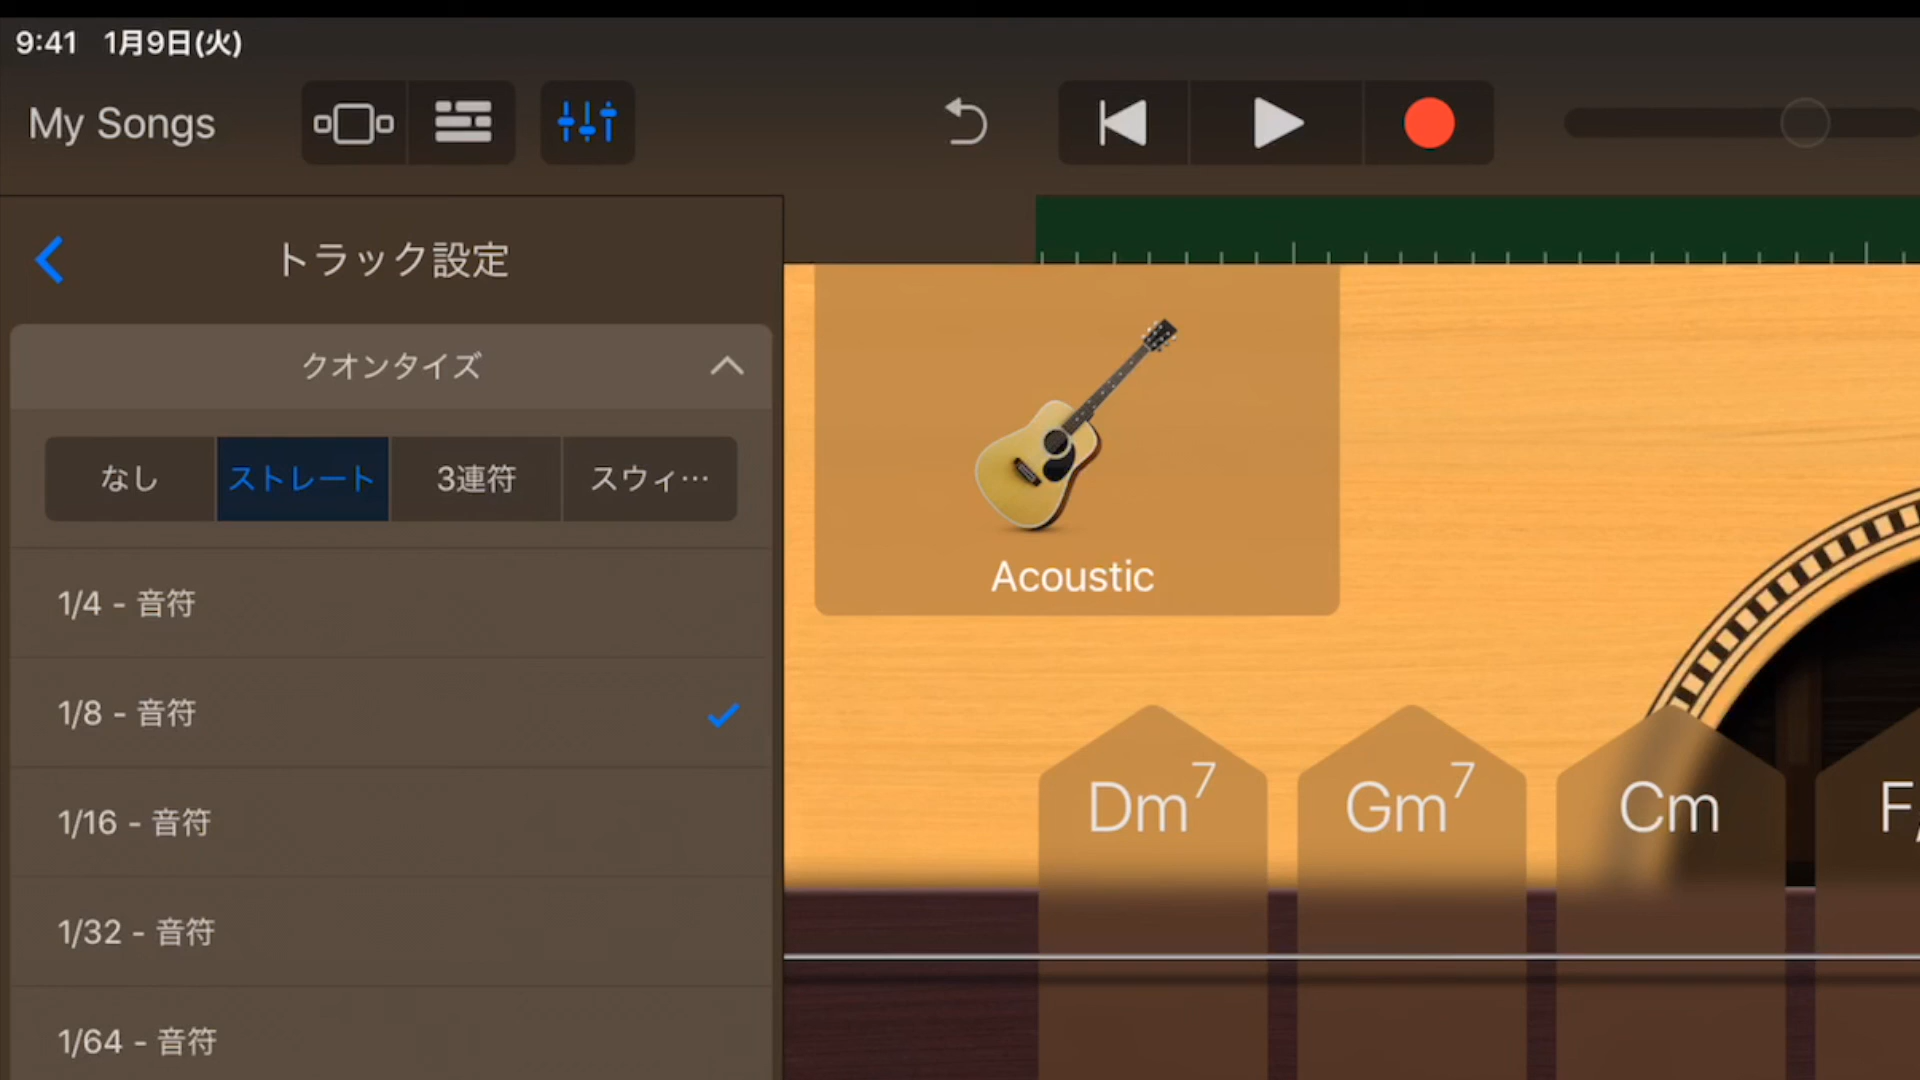 9:41 1月9日(火)
My Songs
トラック設定
クオンタイズ
なし ストレート 3連符 スウィ…
1/4 - 音符
1/8 - 音符
1/16 - 音符
1/32 - 音符
1/64 - 音符
Acoustic
Dm7 Gm7 Cm F